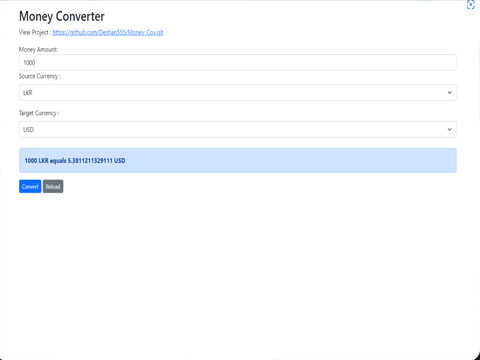 Money Converter
View Project : https://github.com/Deshan555/Money_Cov.git
Money Amount:
1000
Source Currency :
LKR
Target Currency :
USD
1000 LKR equals 5.3811211329111 USD
Convert Reload